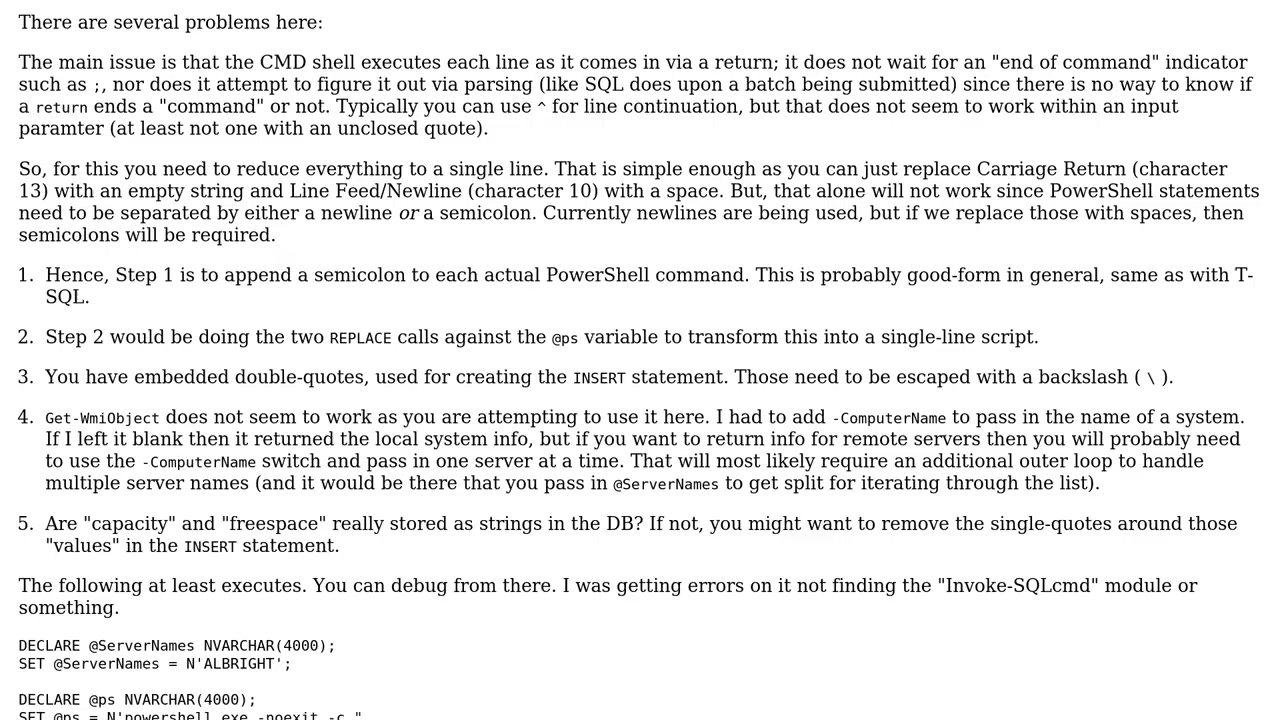 There are several problems here:
The main issue is that the CMD shell executes each line as it comes in via a return; it does not wait for an "end of command" indicator
such as ;, nor does it attempt to figure it out via parsing (like SQL does upon a batch being submitted) since there is no way to know if
a return ends a "command" or not. Typically you can use ^ for line continuation, but that does not seem to work within an input
paramter (at least not one with an unclosed quote).
So, for this you need to reduce everything to a single line. That is simple enough as you can just replace Carriage Return (character
13) with an empty string and Line Feed/Newline (character 10) with a space. But, that alone will not work since PowerShell statements
need to be separated by either a newline or a semicolon. Currently newlines are being used, but if we replace those with spaces, then
semicolons will be required.
1. Hence, Step 1 is to append a semicolon to each actual PowerShell command. This is probably good-form in general, same as with T-
SQL.
2. Step 2 would be doing the two REPLACE calls against the @ps variable to transform this into a single-line script.
3. You have embedded double-quotes, used for creating the INSERT statement. Those need to be escaped with a backslash ( \ ).
4. Get-WmiObject does not seem to work as you are attempting to use it here. I had to add -ComputerName to pass in the name of a system.
If I left it blank then it returned the local system info, but if you want to return info for remote servers then you will probably need
to use the -ComputerName switch and pass in one server at a time. That will most likely require an additional outer loop to handle
multiple server names (and it would be there that you pass in @ServerNames to get split for iterating through the list).
5. Are "capacity" and "freespace" really stored as strings in the DB? If not, you might want to remove the single-quotes around those
"values" in the INSERT statement.
The following at least executes. You can debug from there. I was getting errors on it not finding the "Invoke-SQLcmd" module or
something.
DECLARE @ServerNames NVARCHAR(4000);
SET @ServerNames = N'ALBRIGHT';
DECLARE @ps NVARCHAR(4000);
SET @ps = N'powershell.exe -noexit -c "